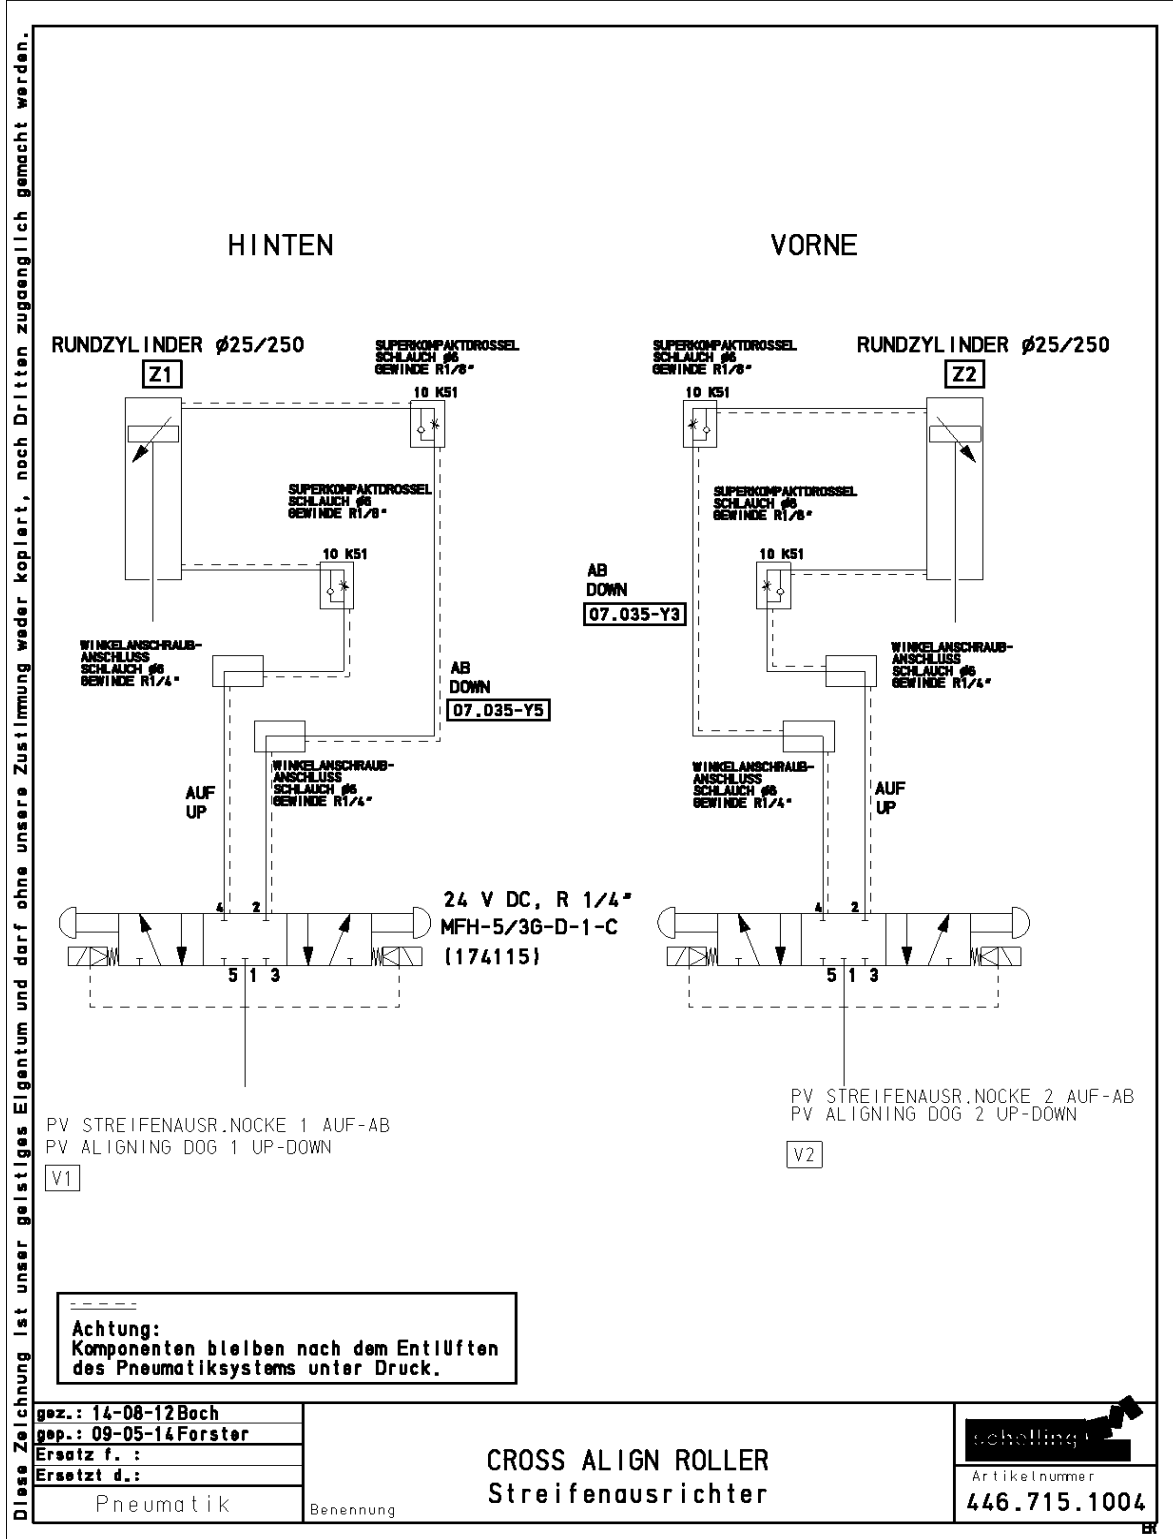 Diese Zeichnung ist unser geistiges Eigentum und darf ohne unsere Zustimmung weder kopiert, noch Dritten zugaenglich gemacht werden.
HINTEN
VORNE
RUNDZYLINDER ø25/250
Z1
SUPERKOMPAKTDROSSEL
SCHLAUCH ø6
GEWINDE R1/8"
10 K51
SUPERKOMPAKTDROSSEL
SCHLAUCH ø6
GEWINDE R1/8"
10 K51
RUNDZYLINDER ø25/250
Z2
SUPERKOMPAKTDROSSEL
SCHLAUCH ø6
GEWINDE R1/8"
10 K51
SUPERKOMPAKTDROSSEL
SCHLAUCH ø6
GEWINDE R1/8"
10 K51
AB
DOWN
07.035-Y3
WINKELANSCHRAUB-
ANSCHLUSS
SCHLAUCH ø6
GEWINDE R1/4"
AB
DOWN
07.035-Y5
WINKELANSCHRAUB-
ANSCHLUSS
SCHLAUCH ø6
GEWINDE R1/4"
WINKELANSCHRAUB-
ANSCHLUSS
SCHLAUCH ø6
GEWINDE R1/4"
WINKELANSCHRAUB-
ANSCHLUSS
SCHLAUCH ø6
GEWINDE R1/4"
AUF
UP
AUF
UP
4 2
24 V DC, R 1/4"
MFH-5/3G-D-1-C
(174115)
5 1 3
4 2
5 1 3
PV STREIFENAUSR.NOCKE 1 AUF-AB
PV ALIGNING DOG 1 UP-DOWN
V1
PV STREIFENAUSR.NOCKE 2 AUF-AB
PV ALIGNING DOG 2 UP-DOWN
V2
Achtung:
Komponenten bleiben nach dem Entlüften
des Pneumatiksystems unter Druck.
gez.: 14-08-12Bach
gep.: 09-05-14Forster
Ersatz f. :
Ersetzt d.:
Pneumatik
Benennung
CROSS ALIGN ROLLER
Streifenausrichter
schelling
Artikelnummer
446.715.1004